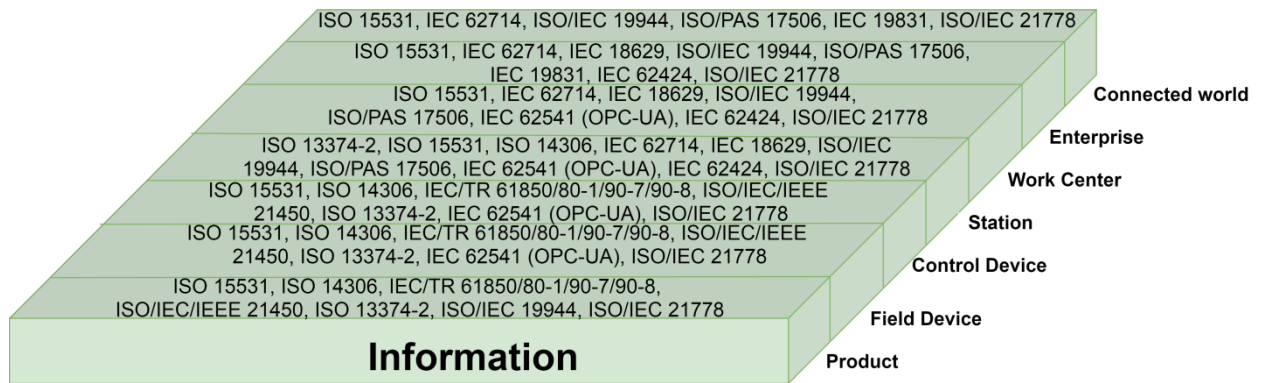 ISO 15531, IEC 62714, ISO/IEC 19944, ISO/PAS 17506, IEC 19831, ISO/IEC 21778
ISO 15531, IEC 62714, IEC 18629, ISO/IEC 19944, ISO/PAS 17506,
IEC 19831, IEC 62424, ISO/IEC 21778
ISO 15531, IEC 62714, IEC 18629, ISO/IEC 19944,
ISO/PAS 17506, IEC 62541 (OPC-UA), IEC 62424, ISO/IEC 21778
ISO 13374-2, ISO 15531, ISO 14306, IEC 62714, IEC 18629, ISO/IEC
19944, ISO/PAS 17506, IEC 62541 (OPC-UA), IEC 62424, ISO/IEC 21778
ISO 15531, ISO 14306, IEC/TR 61850/80-1/90-7/90-8, ISO/IEC/IEEE
21450, ISO 13374-2, IEC 62541 (OPC-UA), ISO/IEC 21778
ISO 15531, ISO 14306, IEC/TR 61850/80-1/90-7/90-8, ISO/IEC/IEEE
21450, ISO 13374-2, IEC 62541 (OPC-UA), ISO/IEC 21778
ISO 15531, ISO 14306, IEC/TR 61850/80-1/90-7/90-8,
ISO/IEC/IEEE 21450, ISO 13374-2, ISO/IEC 19944, ISO/IEC 21778
Information
Connected world
Enterprise
Work Center
Station
Control Device
Field Device
Product